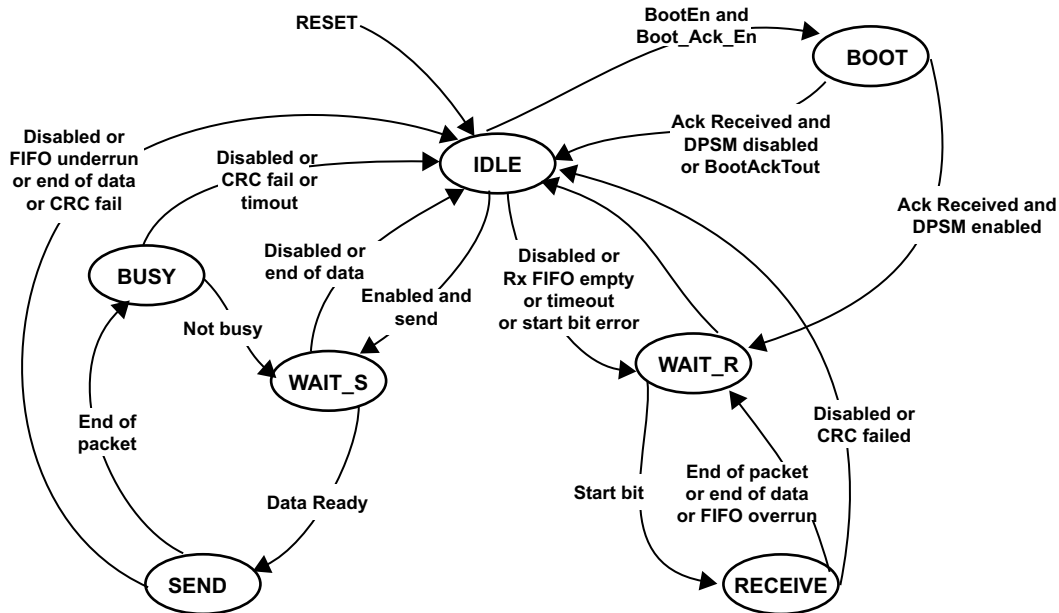 RESET
BootEn and
Boot_Ack_En
BOOT
Disabled or
FIFO underrun
or end of data
or CRC fail
Disabled or
CRC fail or
timout
IDLE
Ack Received and
DPSM disabled
or BootAckTout
Ack Received and
DPSM enabled
BUSY
Disabled or
end of data
Enabled and
send
Disabled or
Rx FIFO empty
or timeout
or start bit error
Not busy
WAIT_S
WAIT_R
End of
packet
Data Ready
Start bit
End of packet
or end of data
or FIFO overrun
Disabled or
CRC failed
SEND
RECEIVE